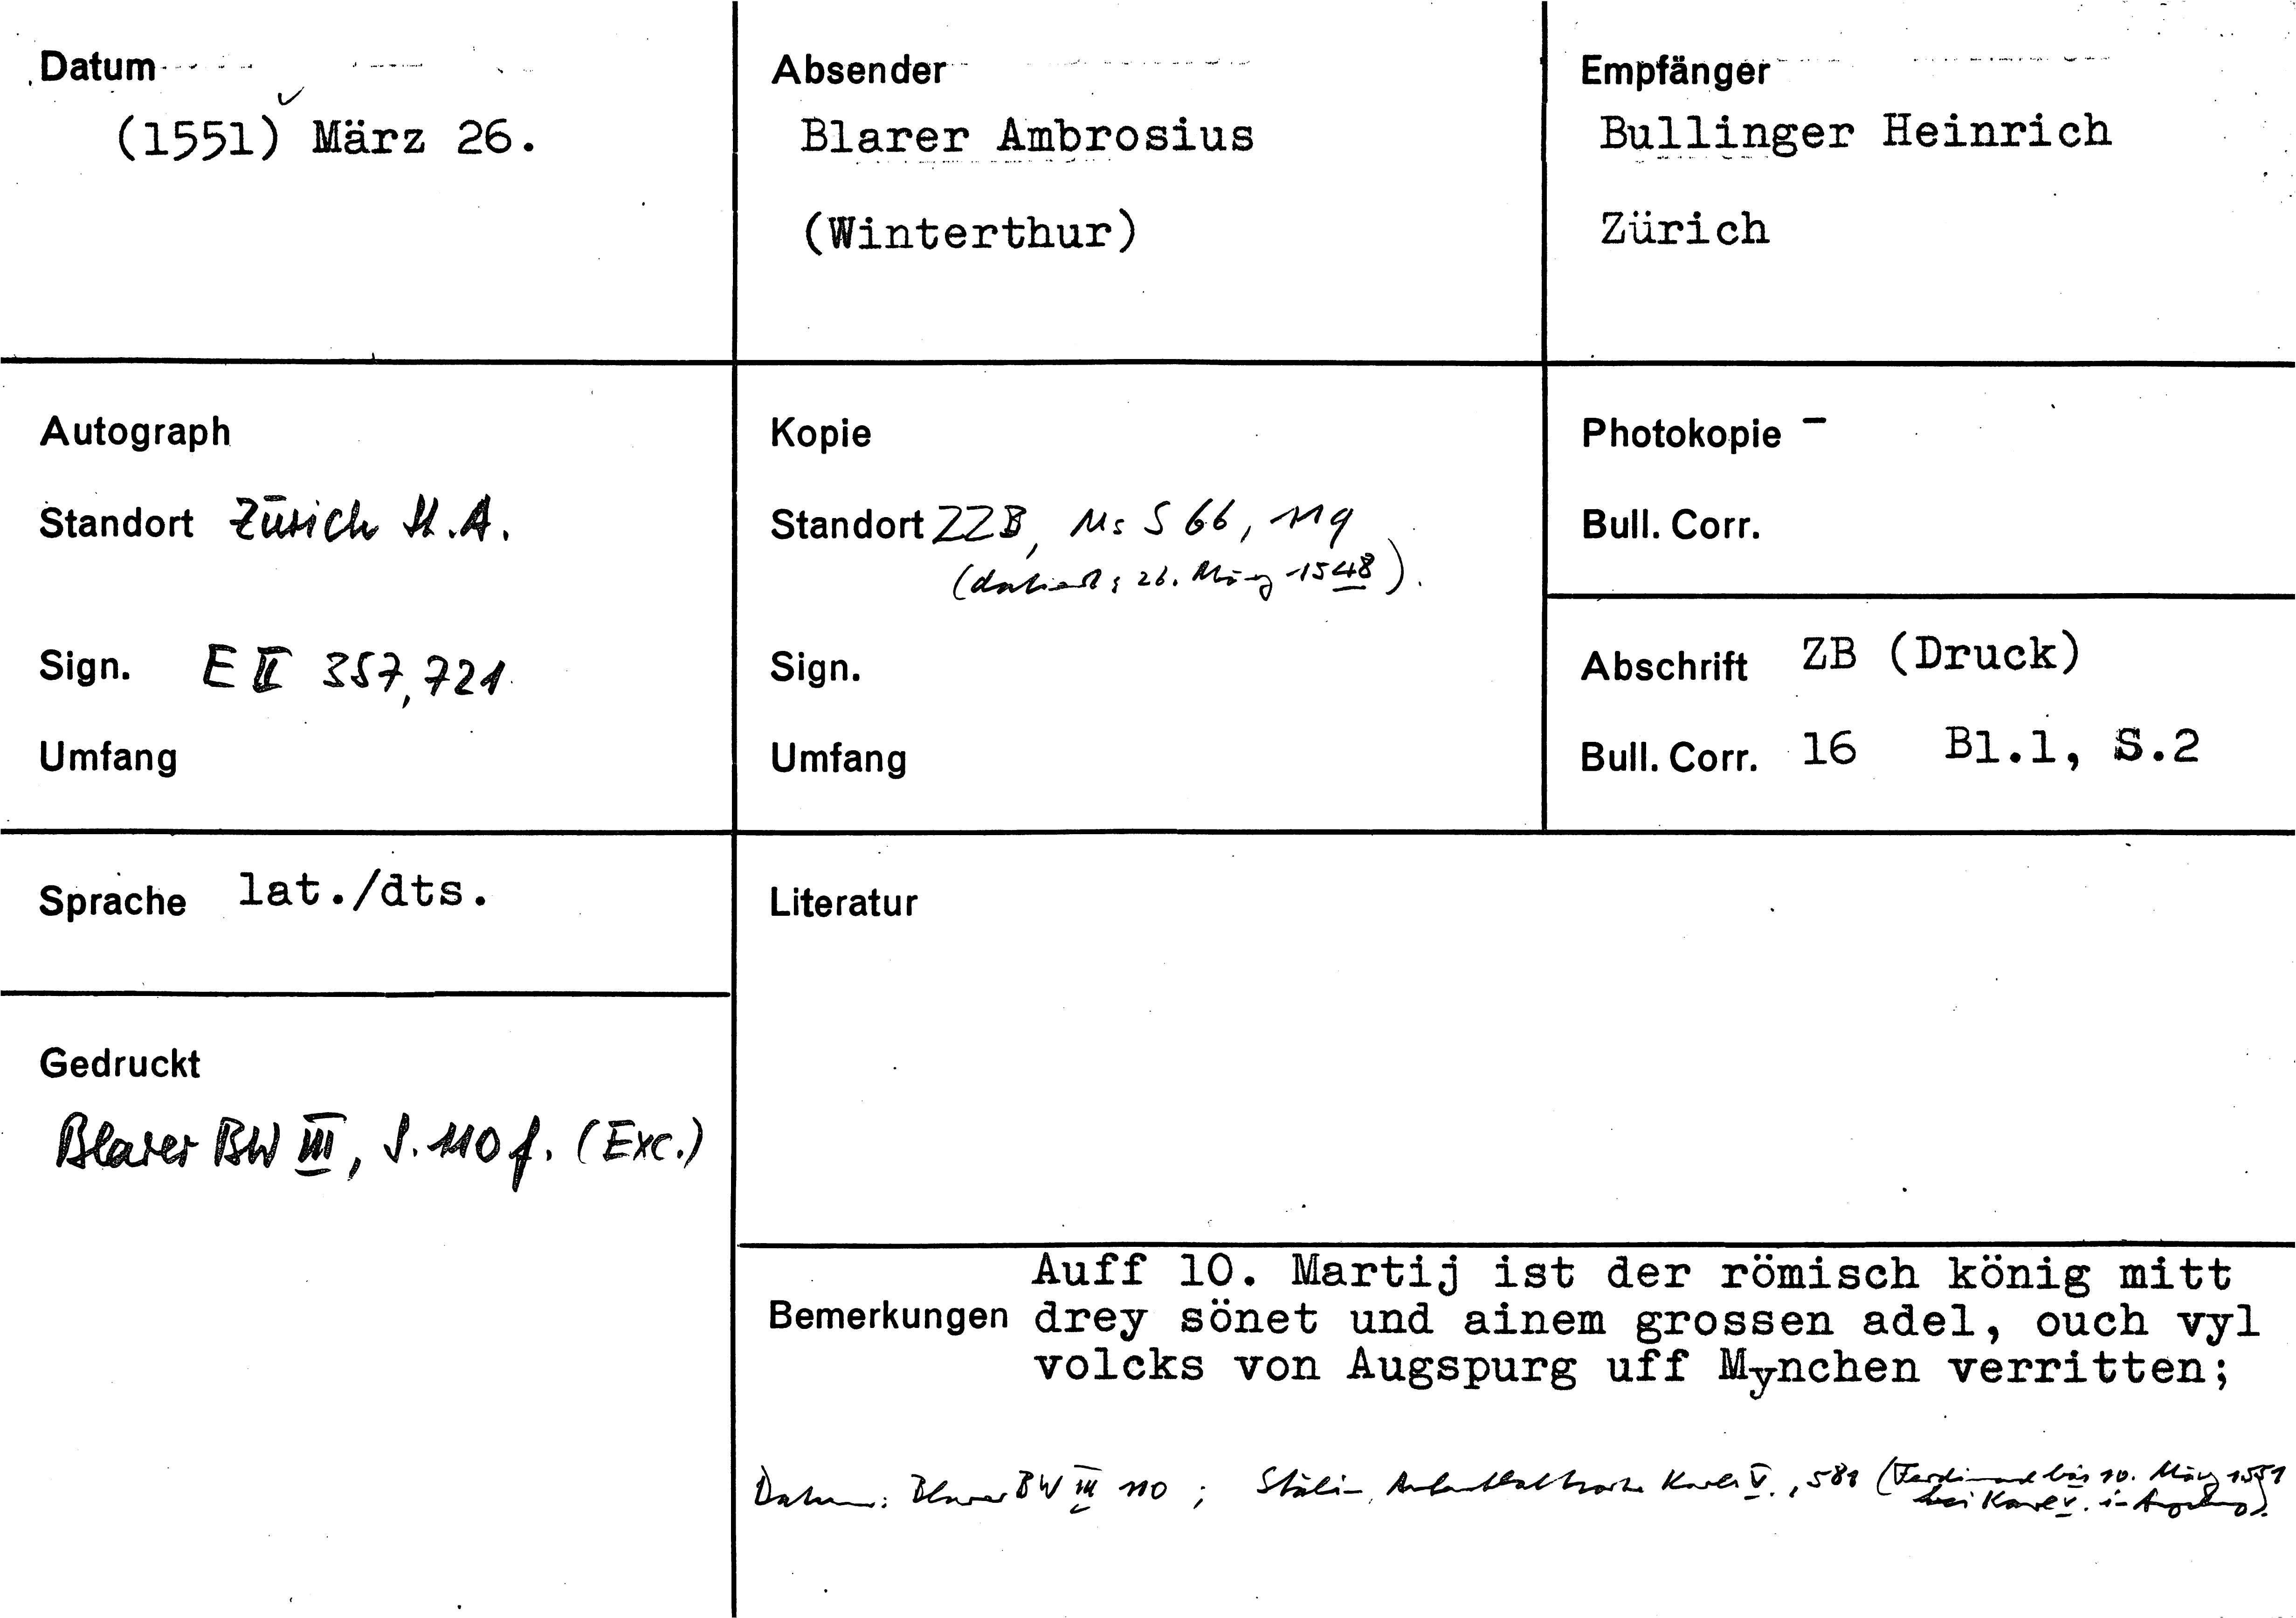 Datum
(1551) März 26.
Absender
Blarer Ambrosius
(Winterthur)
Empfänger
Bullinger Heinrich
Zürich
Autograph
Standort Zürich St.A.
Sign. E II 357, 721
Umfang
Kopie
Standort ZZB, Ms S 66, 119
(datiert: 26. März 1548).
Sign.
Umfang
Photokopie -
Bull. Corr.
Abschrift ZB (Druck)
Bull. Corr. 16 Bl.1, S.2
Sprache lat./dts.
Literatur
Gedruckt
Blarer BW III, S. 110 f. (Exc.)
Auff 10. Martij ist der römisch könig mitt
Bemerkungen drey sönet und ainem grossen adel, ouch vyl
volcks von Augspurg uff Mynchen verritten;
Datum: Blarer BW III 110 ; Stälin, Aufenthaltsorte Karls V., 581 (Ferdinand bis 10. März 1551
bei Karl V. in Augsburg).